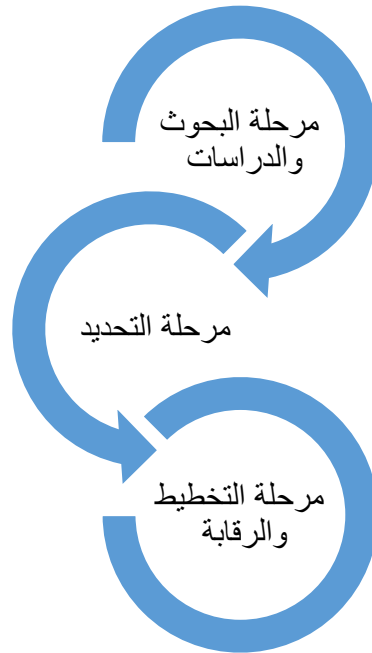 مرحلة البحوث
والدراسات
مرحلة التحديد
مرحلة التخطيط
والرقابة